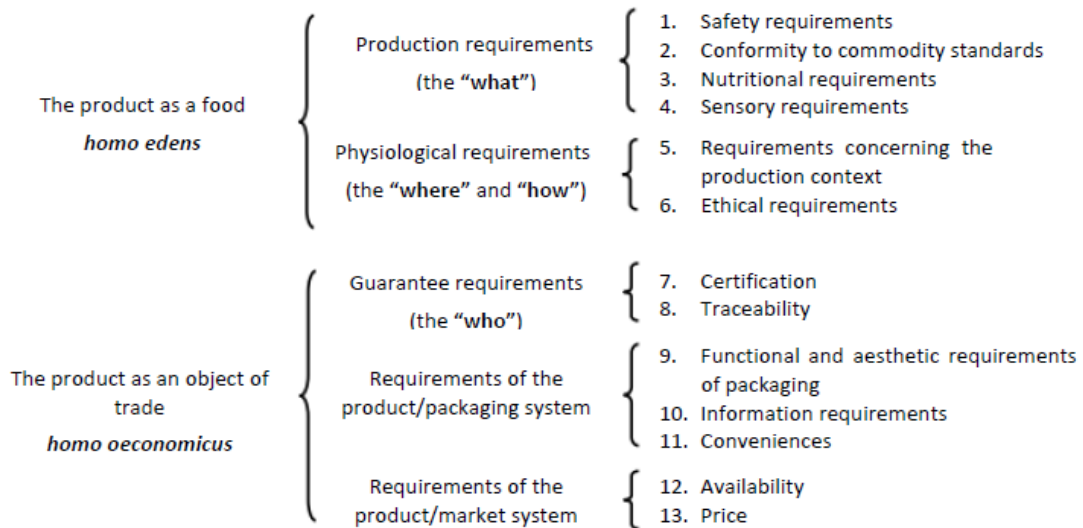 The product as a food
homo edens
Production requirements
(the “what”)
1. Safety requirements
2. Conformity to commodity standards
3. Nutritional requirements
4. Sensory requirements
Physiological requirements
(the “where” and “how”)
5. Requirements concerning the
production context
6. Ethical requirements
The product as an object of
trade
homo oeconomicus
Guarantee requirements
(the “who”)
7. Certification
8. Traceability
Requirements of the
product/packaging system
9. Functional and aesthetic requirements
of packaging
10. Information requirements
11. Conveniences
Requirements of the
product/market system
12. Availability
13. Price